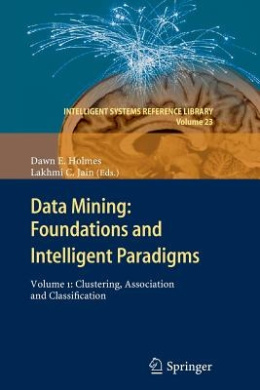 INTELLIGENT SYSTEMS REFERENCE LIBRARY
Volume 23
Dawn E. Holmes
Lakhmi C. Jain (Eds.)
Data Mining:
Foundations and
Intelligent Paradigms
Volume 1: Clustering, Association
and Classification
Springer